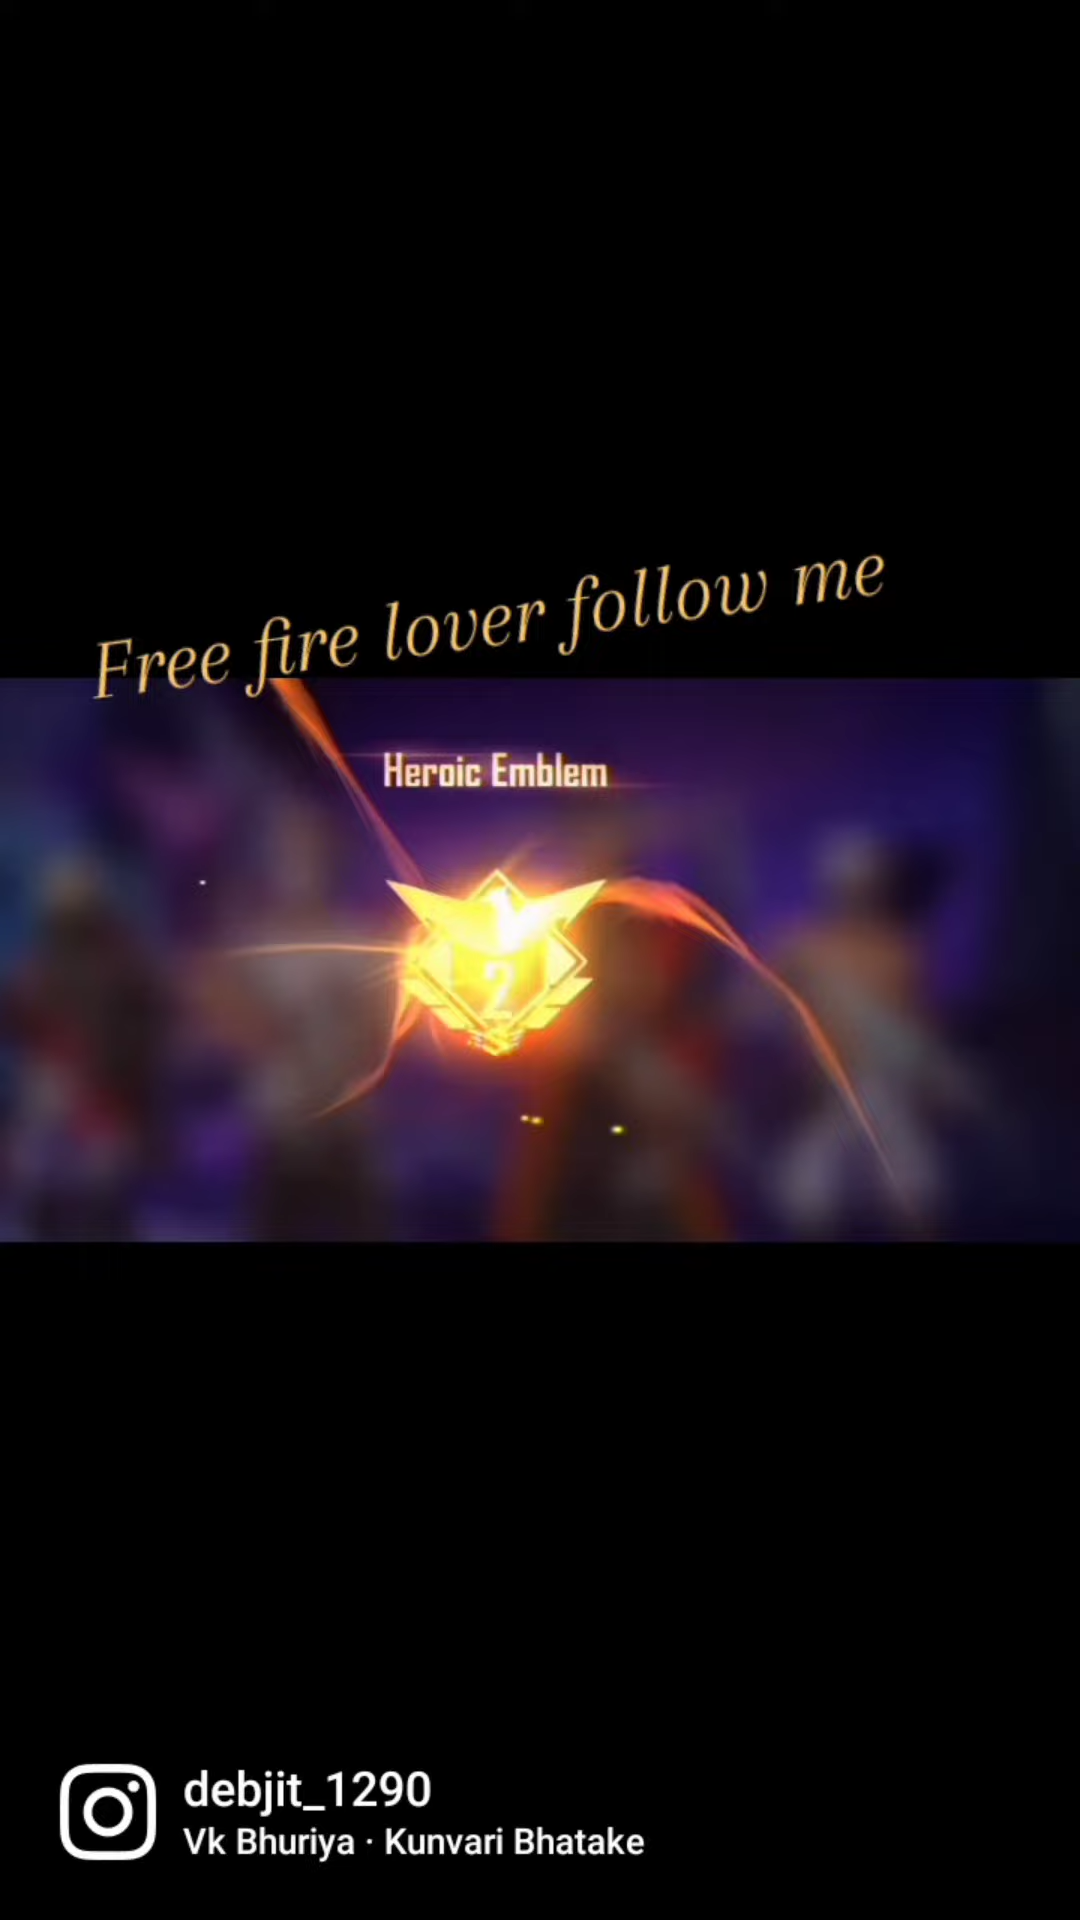 Free fire lover follow me
Heroic Emblem
2
debjit_1290
Vk Bhuriya · Kunvari Bhatake